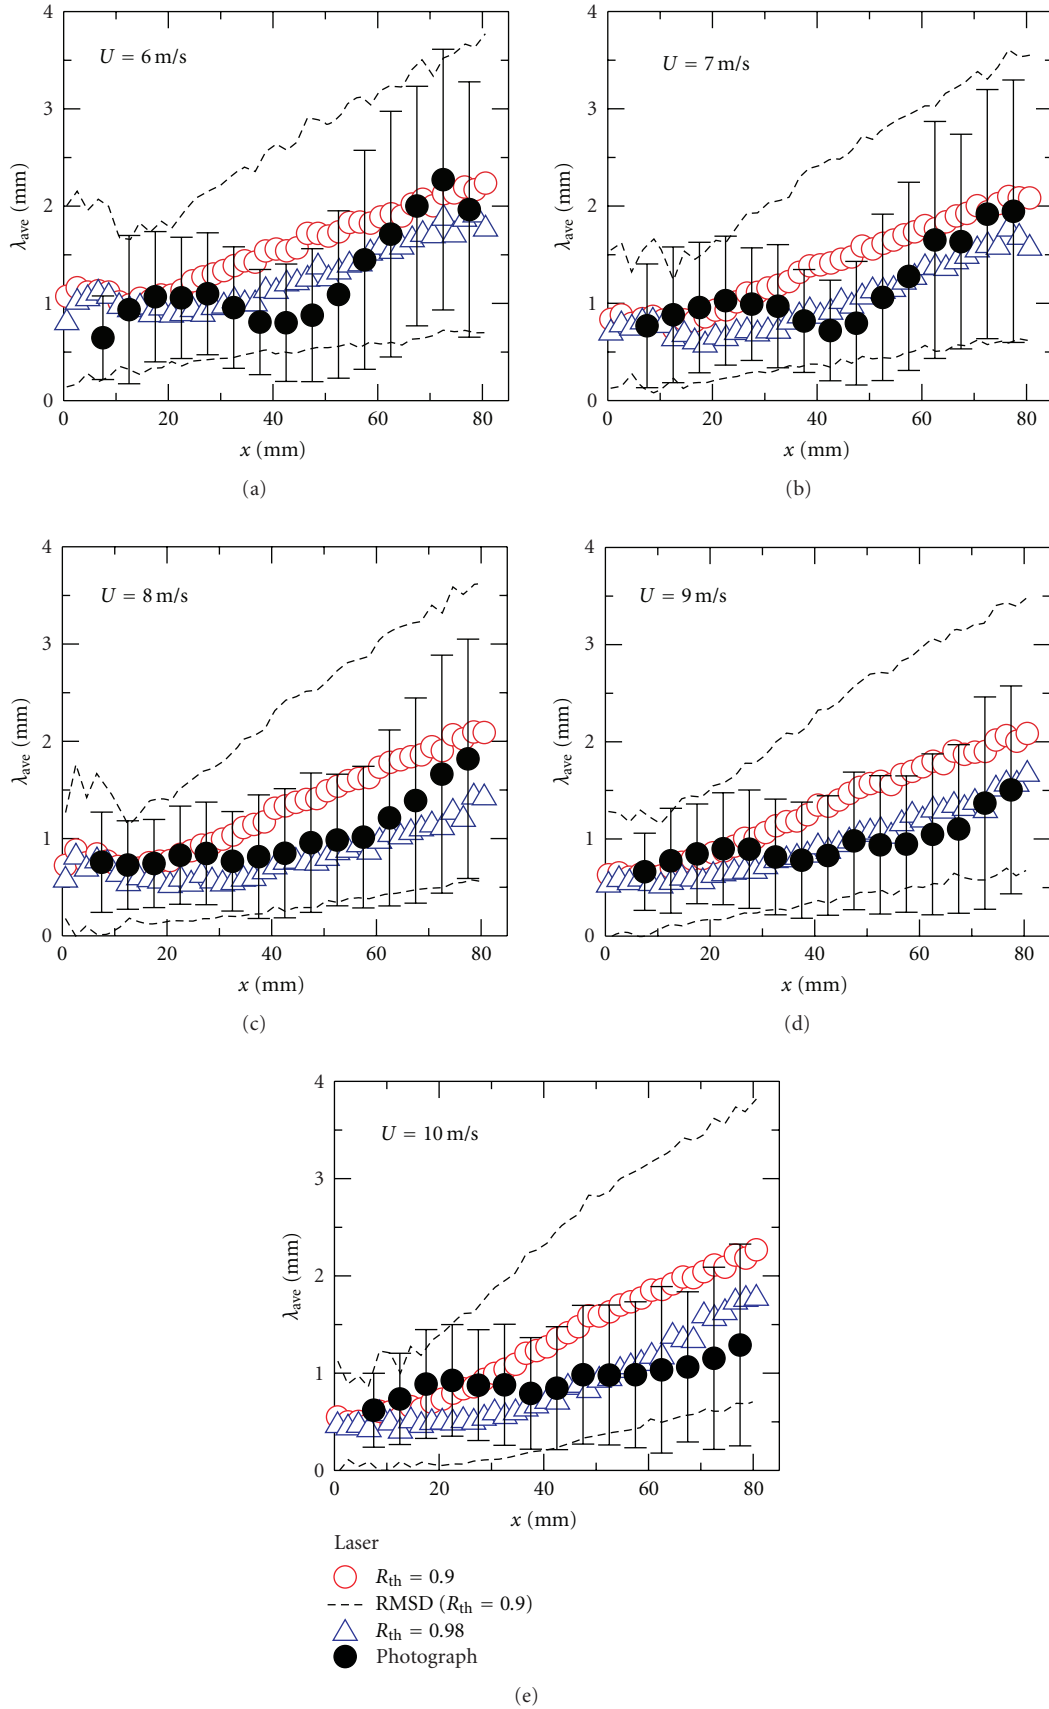 U = 6 m/s
4
3
2
1
0
λave (mm)
0 20 40 60 80
x (mm)
(a)
U = 7 m/s
4
3
2
1
0
λave (mm)
0 20 40 60 80
x (mm)
(b)
U = 8 m/s
4
3
2
1
0
λave (mm)
0 20 40 60 80
x (mm)
(c)
U = 9 m/s
4
3
2
1
0
λave (mm)
0 20 40 60 80
x (mm)
(d)
U = 10 m/s
4
3
2
1
0
λave (mm)
0 20 40 60 80
x (mm)
Laser
Rth = 0.9
RMSD (Rth = 0.9)
Rth = 0.98
Photograph
(e)